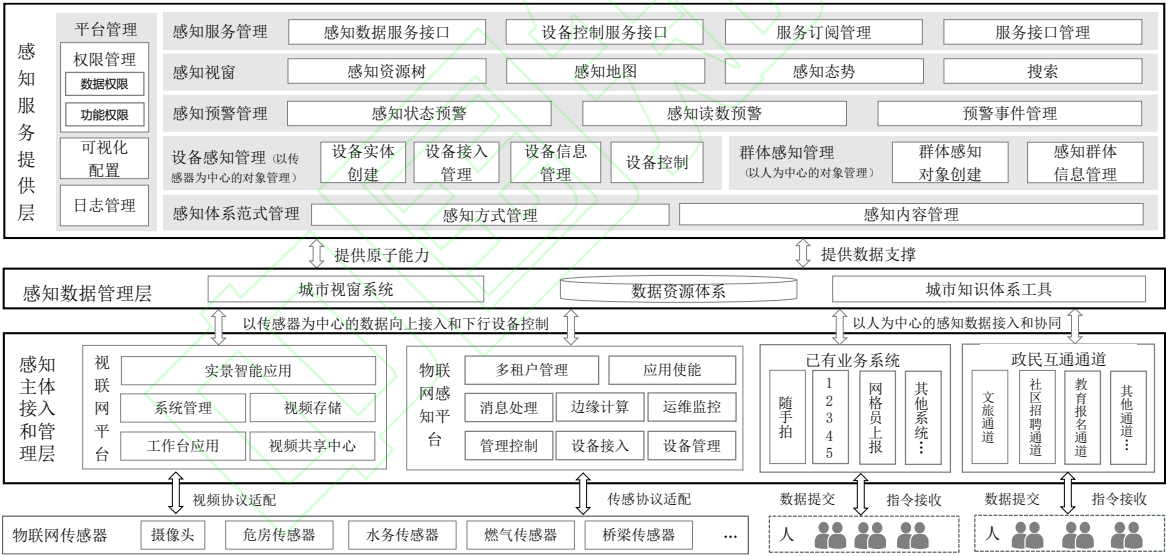 感知服务提供层
平台管理
权限管理
数据权限
功能权限
可视化
配置
日志管理
感知服务管理
感知数据服务接口
设备控制服务接口
服务订阅管理
服务接口管理
感知视窗
感知资源树
感知地图
感知态势
搜索
感知预警管理
感知状态预警
感知读数预警
预警事件管理
设备感知管理（以传
感器为中心的对象管理）
设备实体
创建
设备接入
管理
设备信息
管理
设备控制
群体感知管理
（以人为中心的对象管理）
群体感知
对象创建
感知群体
信息管理
感知体系范式管理
感知方式管理
感知内容管理
提供原子能力
提供数据支撑
感知数据管理层
城市视窗系统
数据资源体系
城市知识体系工具
以传感器为中心的数据向上接入和下行设备控制
以人为中心的感知数据接入和协同
感知
主体
接入
和管
理层
视联网平台
实景智能应用
系统管理
视频存储
工作台应用
视频共享中心
物联
网感
知平
台
多租户管理
应用使能
消息处理
边缘计算
运维监控
管理控制
设备接入
设备管理
已有业务系统
随手拍
12345
网格员上报
其他系统…
政民互通通道
文旅通道
社区招聘通道
教育报名通道
其他通道…
视频协议适配
传感协议适配
数据提交
指令接收
数据提交
指令接收
物联网传感器
摄像头
危房传感器
水务传感器
燃气传感器
桥梁传感器
…
人
人